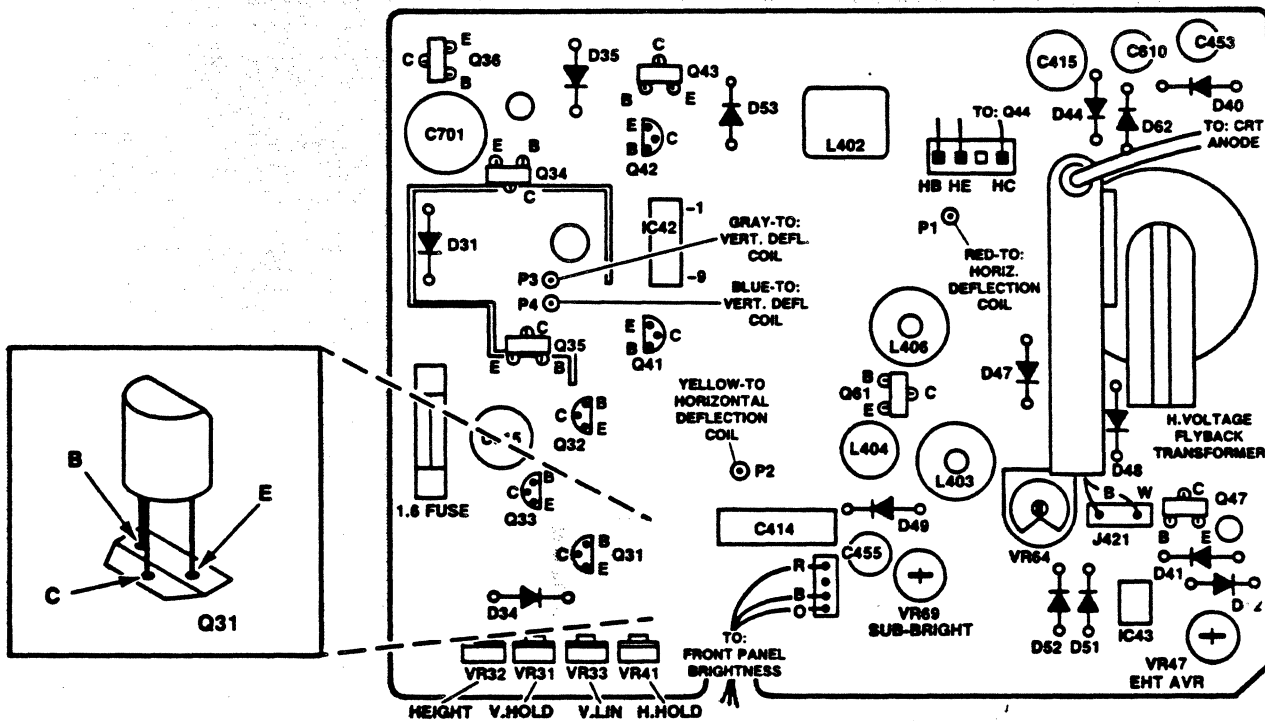 E
C
Q36
B
D35
C
Q43
B
E
C701
E
C
B
Q42
D53
L402
C415
C610
C453
D40
TO: Q44
D44
D62
TO: CRT
ANODE
HB HE HC
E
B
Q34
C
D31
-1
IC42
-9
GRAY-TO:
VERT. DEFL.
COIL
P3
P4
BLUE-TO:
VERT. DEFL
COIL
P1
RED-TO:
HORIZ.
DEFLECTION
COIL
C
Q35
E
B
E
C
B
Q41
L406
D47
YELLOW-TO
HORIZONTAL
DEFLECTION
COIL
P2
B
Q61
C
E
L404
L403
D48
H.VOLTAGE
FLYBACK
TRANSFORMER
1.6 FUSE
B
C
E
Q32
B
C
E
Q33
B
C
E
Q31
D34
C414
D49
C455
R
B
O
VR69
SUB-BRIGHT
TO:
FRONT PANEL
BRIGHTNESS
VR64
B W
J421
C
Q47
B
E
D41
D
D52 D51
IC43
VR47
EHT AVR
VR32 VR31 VR33 VR41
HEIGHT V.HOLD V.LIN H.HOLD
B
E
C
Q31